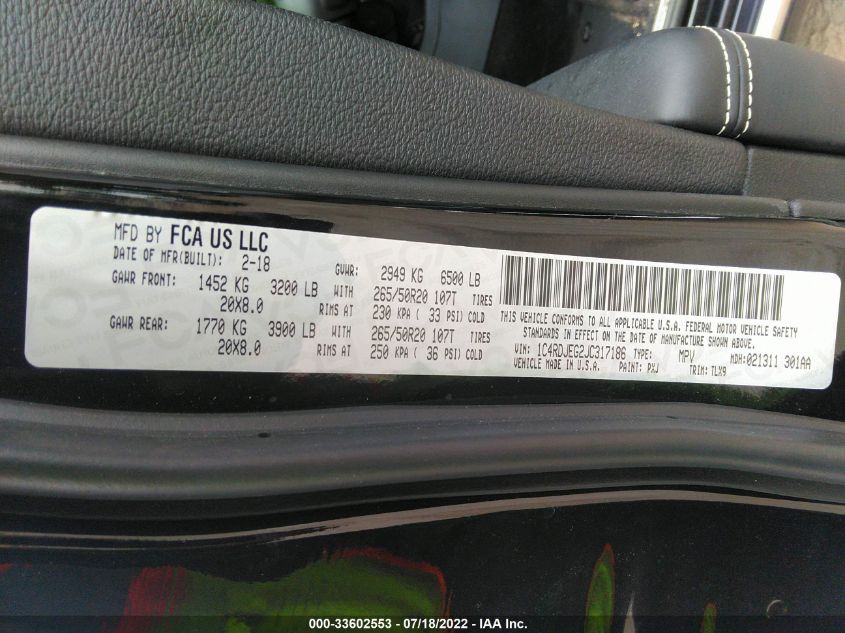 MFD BY FCA US LLC
DATE OF MFR(BUILT): 2-18 GVWR: 2949 KG 6500 LB
GAWR FRONT: 1452 KG 3200 LB WITH 265/50R20 107T TIRES
20X8.0 RIMS AT 230 KPA ( 33 PSI) COLD
GAWR REAR: 1770 KG 3900 LB WITH 265/50R20 107T TIRES
20X8.0 RIMS AT 250 KPA ( 36 PSI) COLD
THIS VEHICLE CONFORMS TO ALL APPLICABLE U.S.A. FEDERAL MOTOR VEHICLE SAFETY
STANDARDS IN EFFECT ON THE DATE OF MANUFACTURE SHOWN ABOVE.
VIN: 1C4RDJEG2JC317186 TYPE: MPV MDH: 021311 301AA
VEHICLE MADE IN U.S.A. PAINT: PXJ TRIM: TLX9
000-33602553 - 07/18/2022 - IAA Inc.